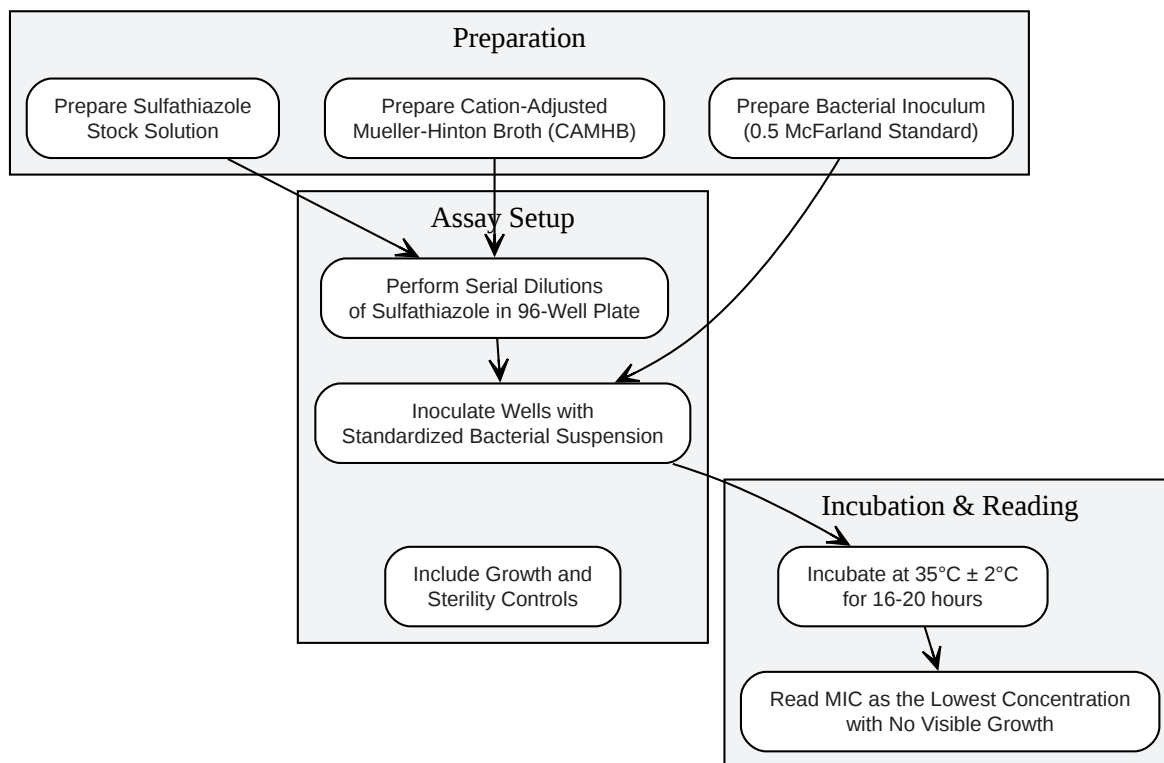 Preparation
Prepare Sulfathiazole
Stock Solution
Prepare Cation-Adjusted
Mueller-Hinton Broth (CAMHB)
Prepare Bacterial Inoculum
(0.5 McFarland Standard)
Assay Setup
Perform Serial Dilutions
of Sulfathiazole in 96-Well Plate
Inoculate Wells with
Standardized Bacterial Suspension
Include Growth and
Sterility Controls
Incubation & Reading
Incubate at 35°C ± 2°C
for 16-20 hours
Read MIC as the Lowest Concentration
with No Visible Growth